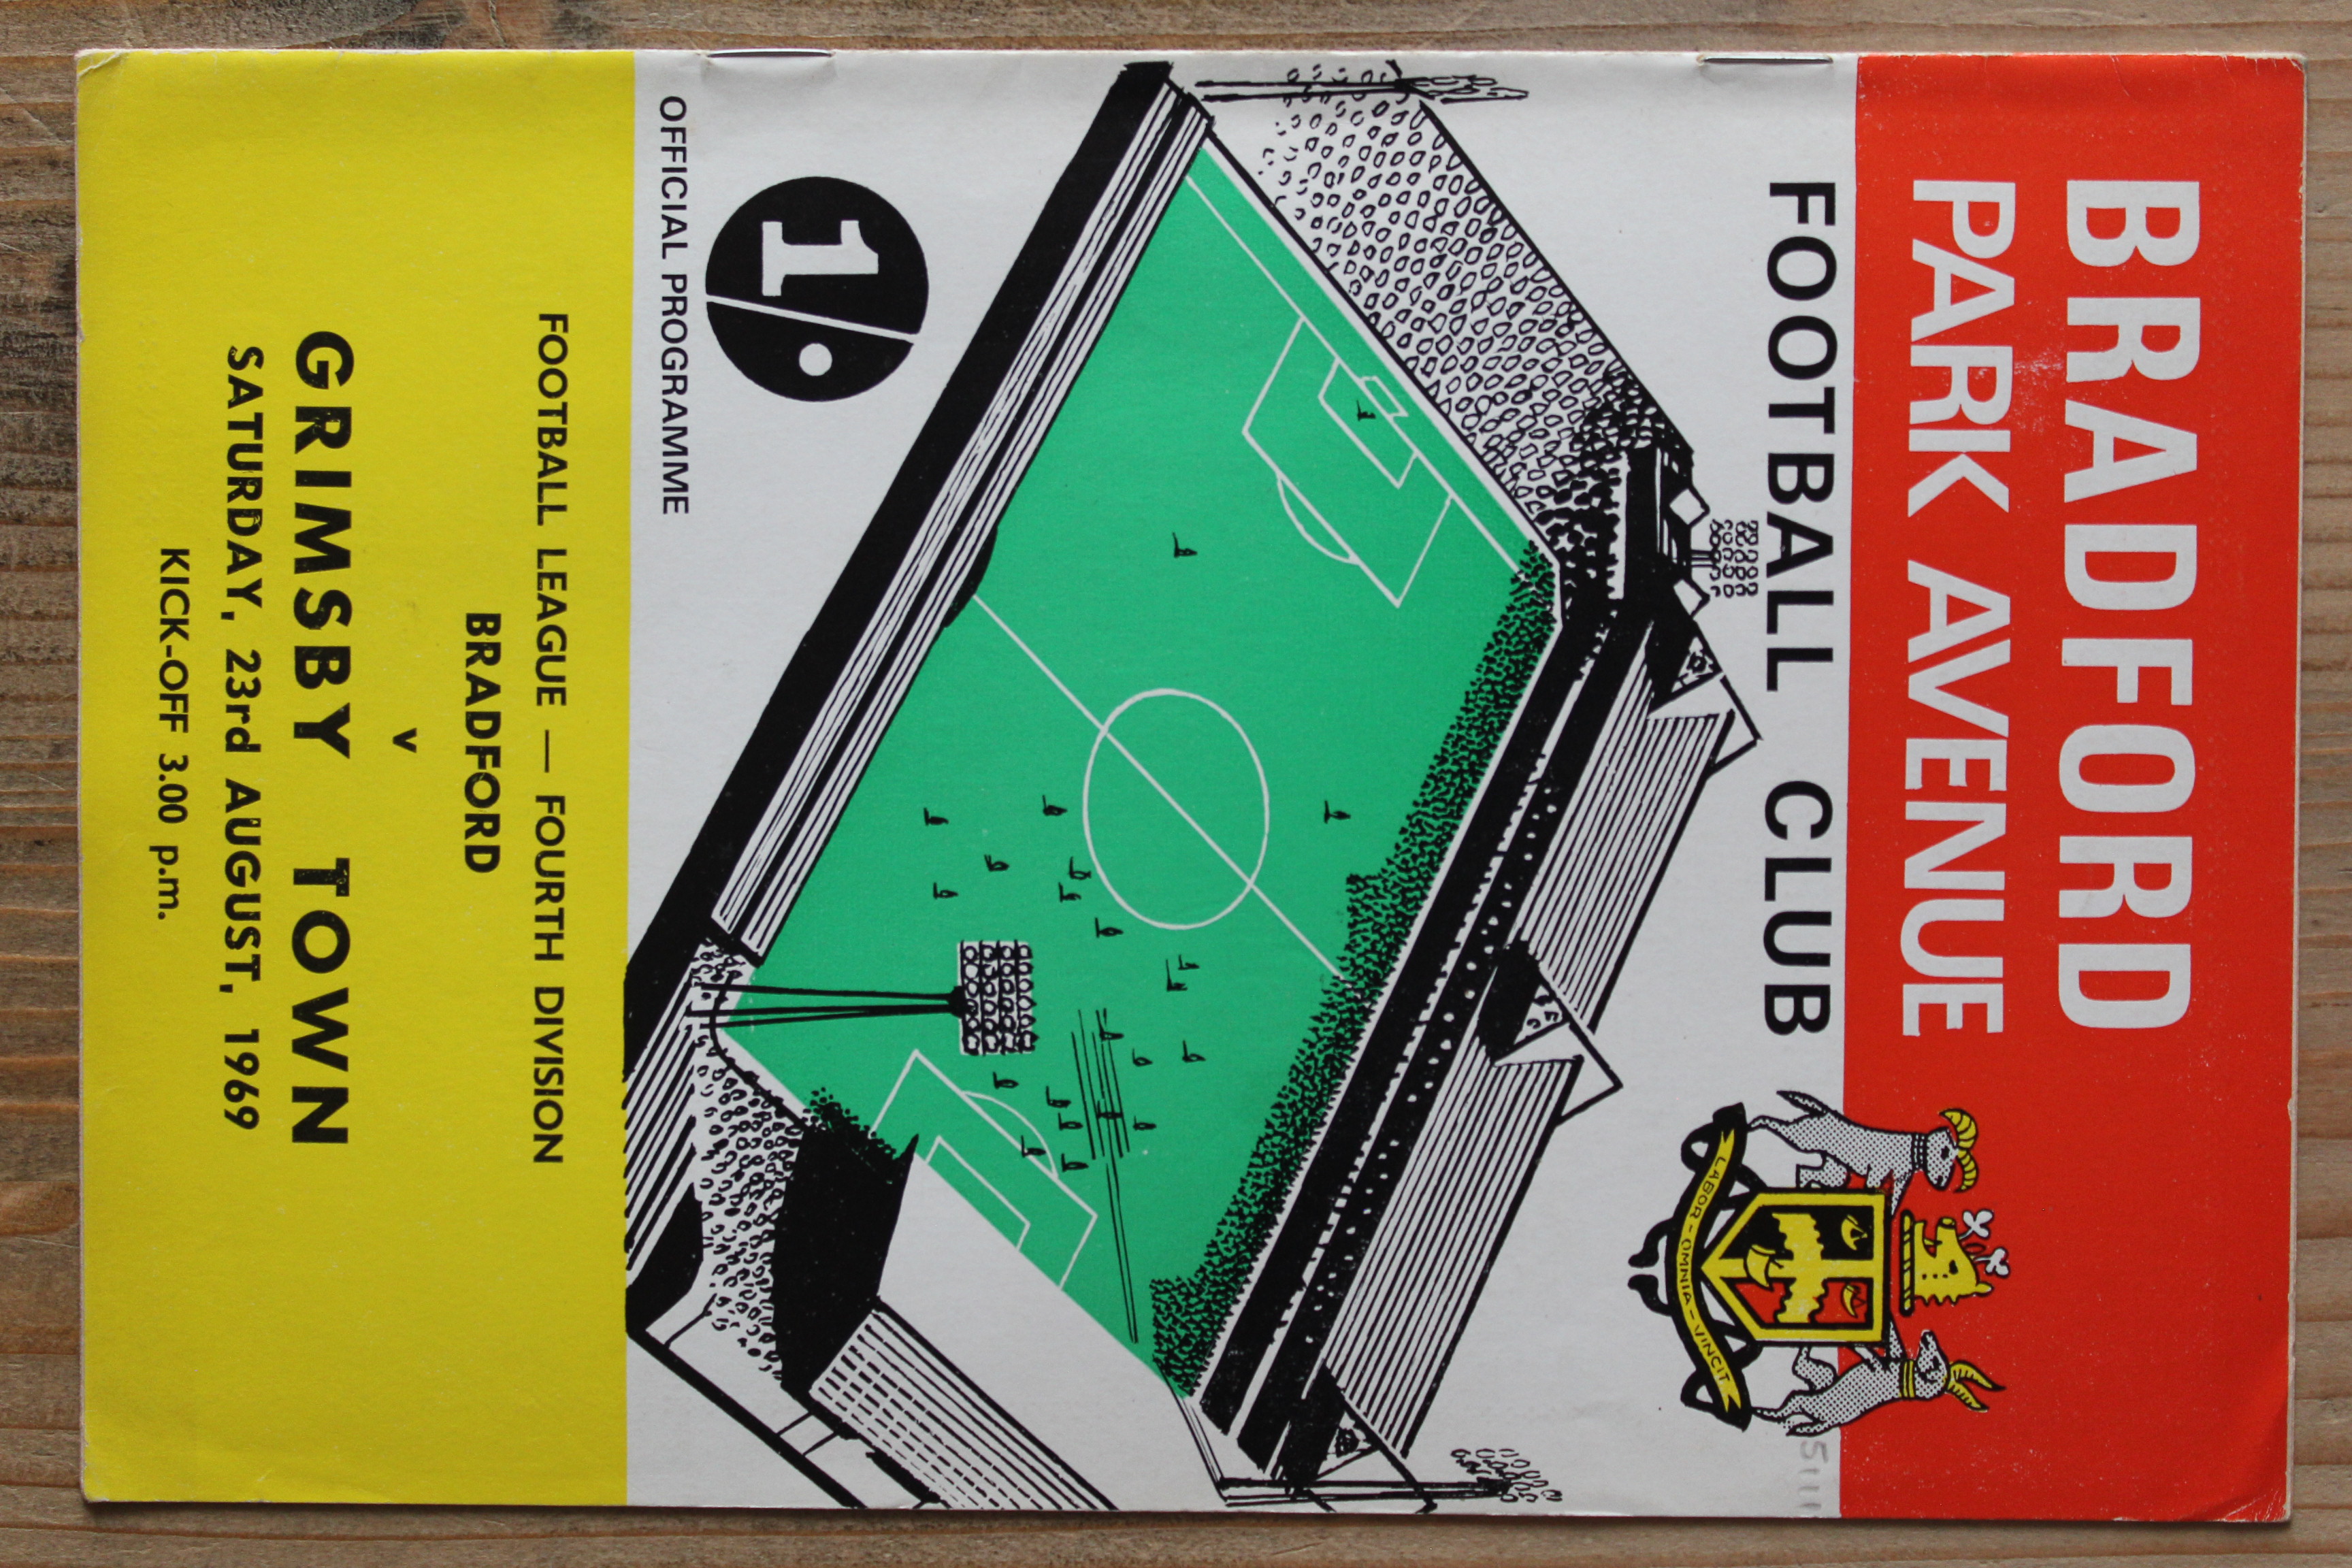 BRADFORD
PARK AVENUE
FOOTBALL CLUB
LABOR - OMNIA - VINCIT
1/-
OFFICIAL PROGRAMME
FOOTBALL LEAGUE — FOURTH DIVISION
BRADFORD
v
GRIMSBY TOWN
SATURDAY, 23rd AUGUST, 1969
KICK-OFF 3.00 p.m.